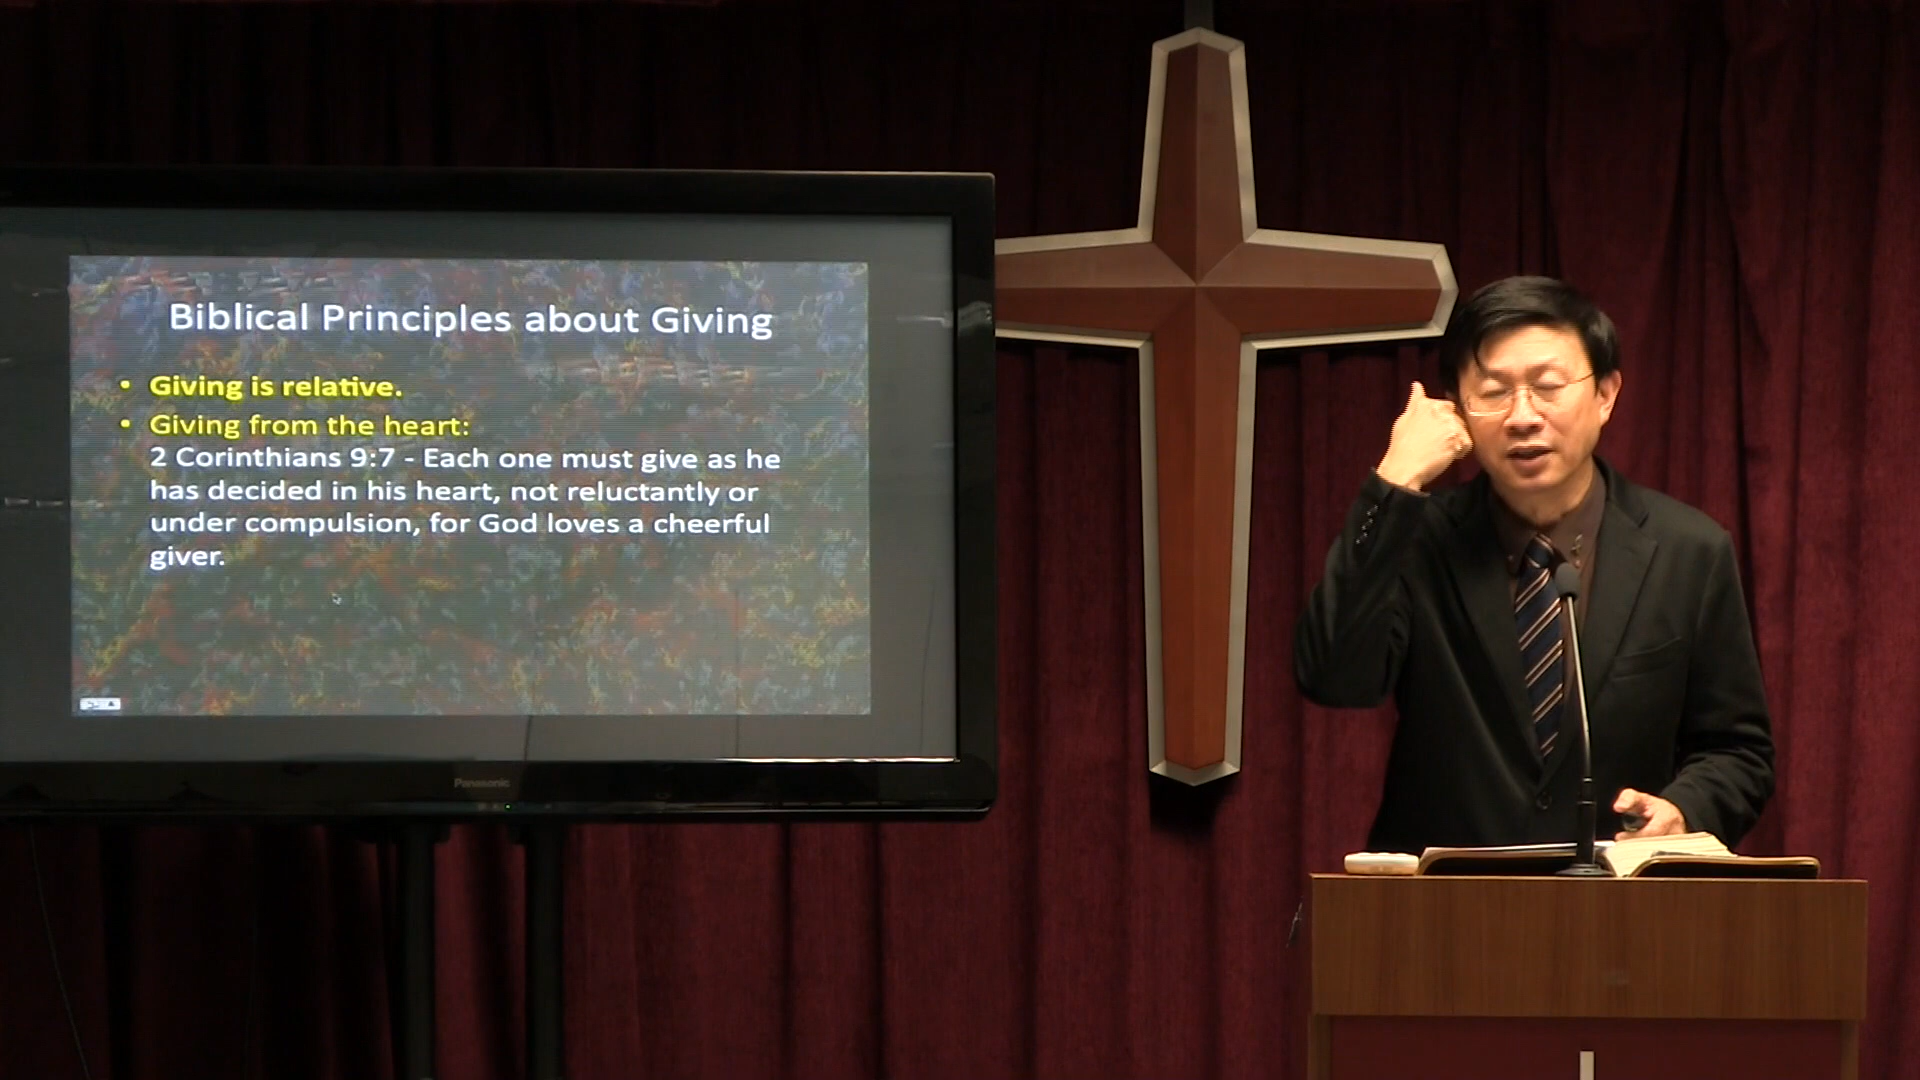 Biblical Principles about Giving
• Giving is relative.
• Giving from the heart:
2 Corinthians 9:7 - Each one must give as he
has decided in his heart, not reluctantly or
under compulsion, for God loves a cheerful
giver.
Panasonic